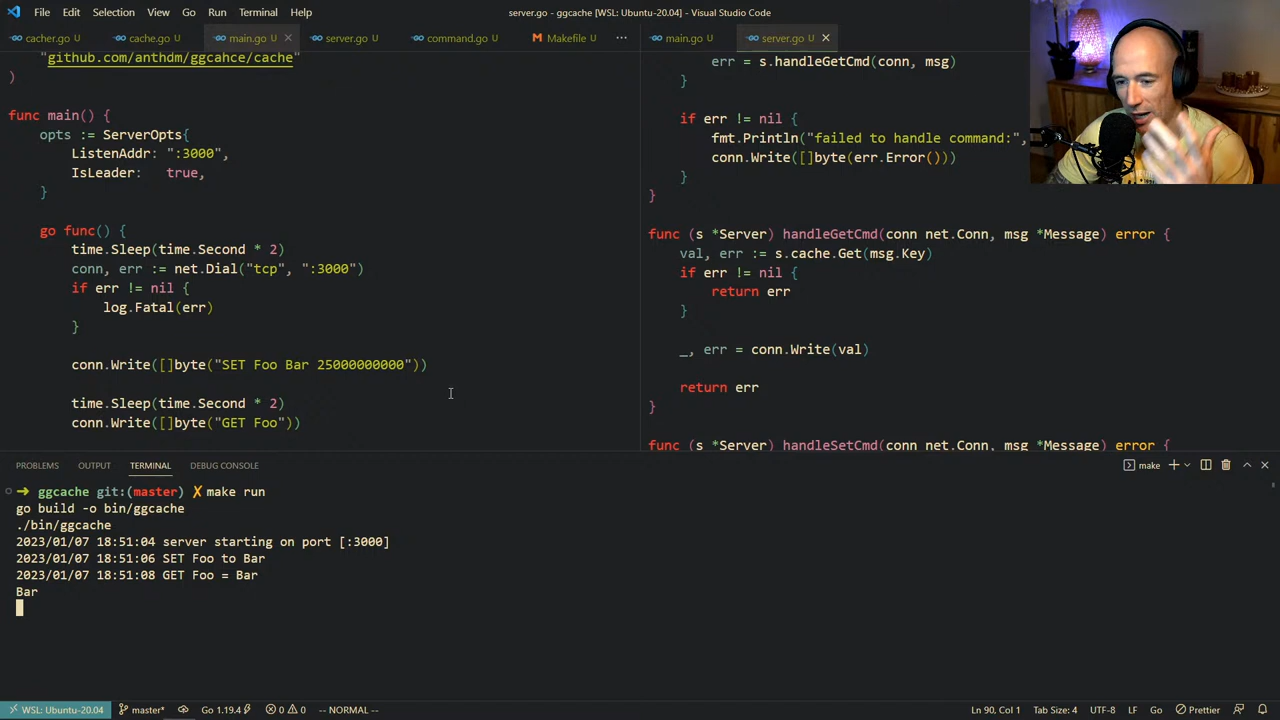 File Edit Selection View Go Run Terminal Help
server.go - ggcache [WSL: Ubuntu-20.04] - Visual Studio Code
cacher.go U cache.go U main.go U server.go U command.go U Makefile U ...
main.go U server.go U
"github.com/anthdm/ggcahce/cache"
)
func main() {
opts := ServerOpts{
ListenAddr: ":3000",
IsLeader: true,
}
go func() {
time.Sleep(time.Second * 2)
conn, err := net.Dial("tcp", ":3000")
if err != nil {
log.Fatal(err)
}
conn.Write([]byte("SET Foo Bar 25000000000"))
time.Sleep(time.Second * 2)
conn.Write([]byte("GET Foo"))
err = s.handleGetCmd(conn, msg)
}
if err != nil {
fmt.Println("failed to handle command:",
conn.Write([]byte(err.Error()))
}
}
func (s *Server) handleGetCmd(conn net.Conn, msg *Message) error {
val, err := s.cache.Get(msg.Key)
if err != nil {
return err
}
_, err = conn.Write(val)
return err
}
func (s *Server) handleSetCmd(conn net.Conn, msg *Message) error {
PROBLEMS OUTPUT TERMINAL DEBUG CONSOLE
make
➜ ggcache git:(master) ✗ make run
go build -o bin/ggcache
./bin/ggcache
2023/01/07 18:51:04 server starting on port [:3000]
2023/01/07 18:51:06 SET Foo to Bar
2023/01/07 18:51:08 GET Foo = Bar
Bar
WSL: Ubuntu-20.04 master* Go 1.19.4 0 0 -- NORMAL -- Ln 90, Col 1 Tab Size: 4 UTF-8 LF Go Prettier